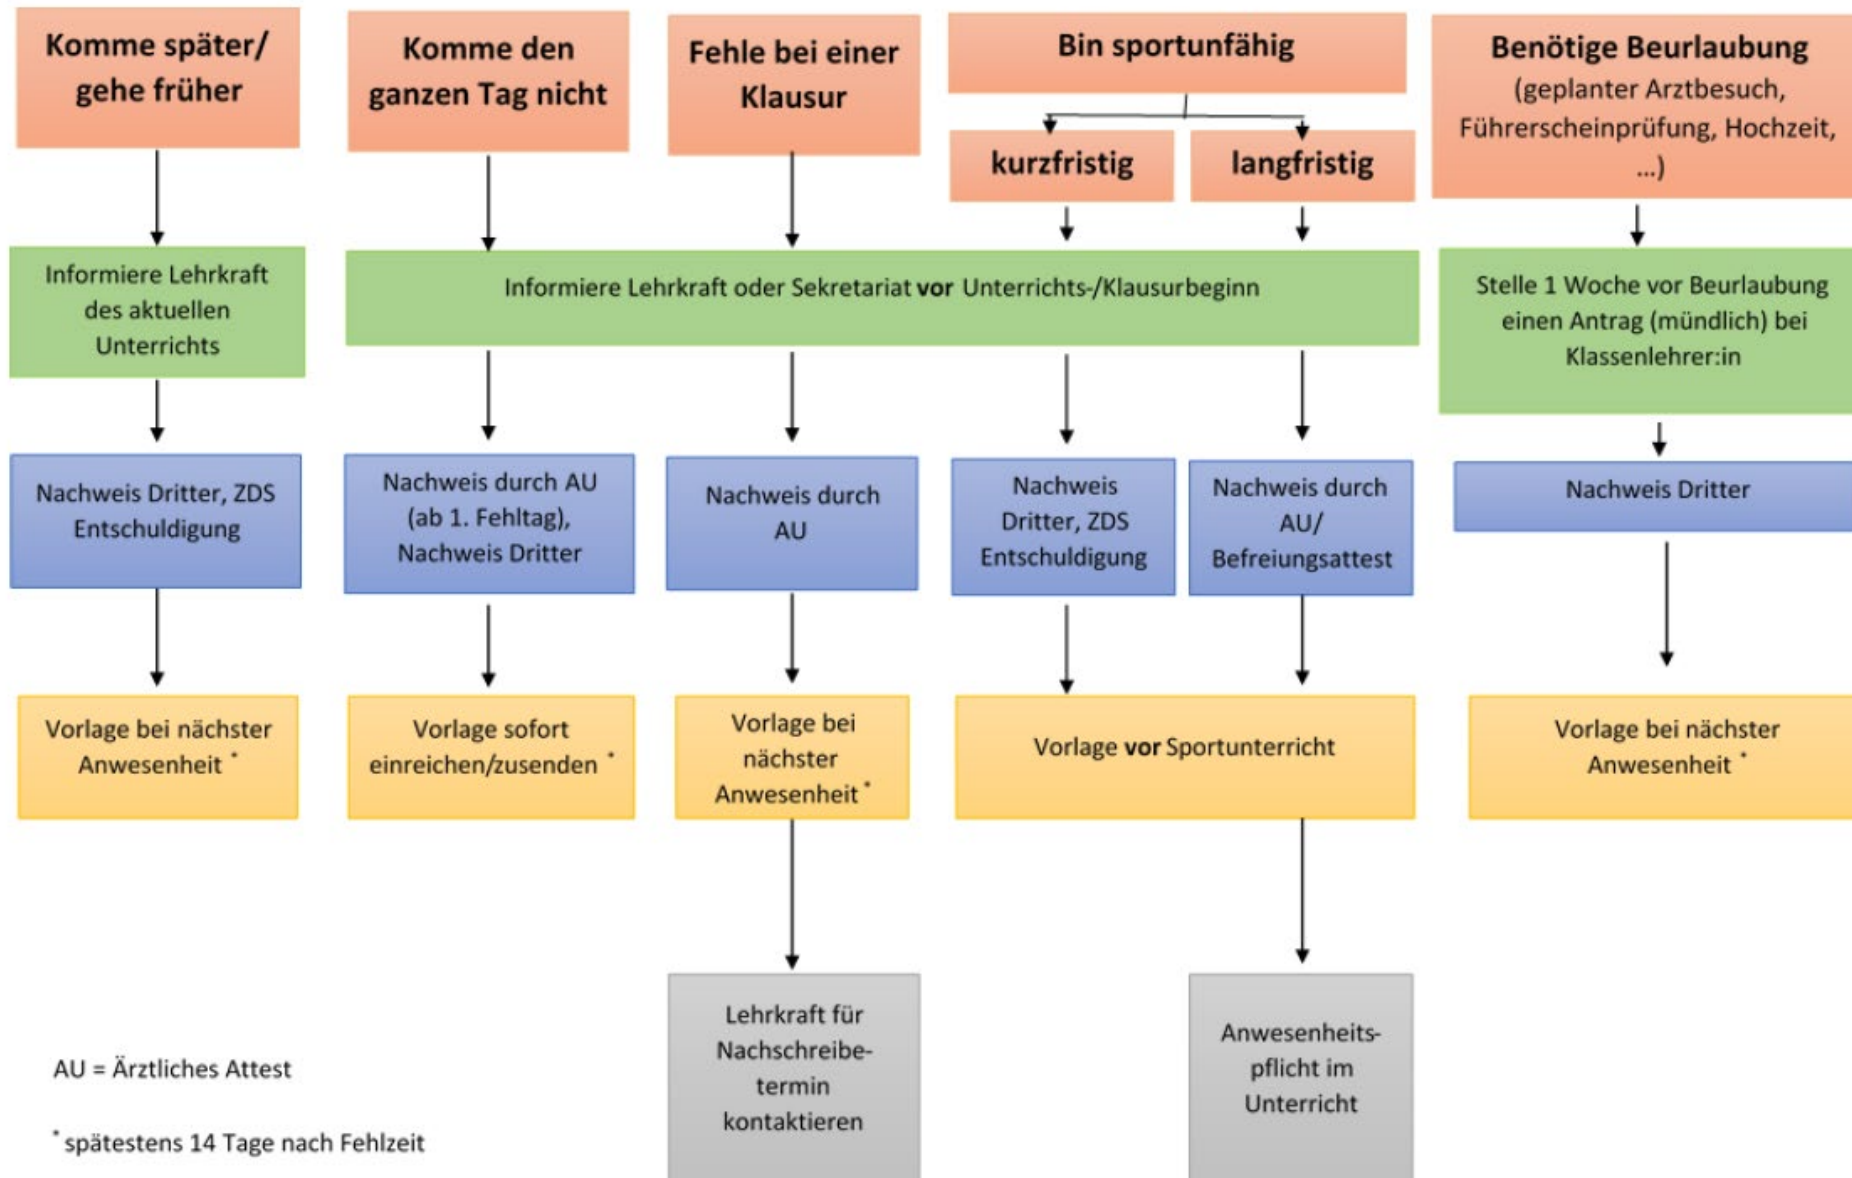 Komme später/
gehe früher
Komme den
ganzen Tag nicht
Fehle bei einer
Klausur
Bin sportunfähig
kurzfristig
langfristig
Benötige Beurlaubung
(geplanter Arztbesuch,
Führerscheinprüfung, Hochzeit,
...)
Informiere Lehrkraft
des aktuellen
Unterrichts
Informiere Lehrkraft oder Sekretariat vor Unterrichts-/Klausurbeginn
Stelle 1 Woche vor Beurlaubung
einen Antrag (mündlich) bei
Klassenlehrer:in
Nachweis Dritter, ZDS
Entschuldigung
Nachweis durch AU
(ab 1. Fehltag),
Nachweis Dritter
Nachweis durch
AU
Nachweis
Dritter, ZDS
Entschuldigung
Nachweis durch
AU/
Befreiungsattest
Nachweis Dritter
Vorlage bei nächster
Anwesenheit *
Vorlage sofort
einreichen/zusenden *
Vorlage bei
nächster
Anwesenheit *
Vorlage vor Sportunterricht
Vorlage bei nächster
Anwesenheit *
Lehrkraft für
Nachschreibe-
termin
kontaktieren
Anwesenheits-
pflicht im
Unterricht
AU = Ärztliches Attest
* spätestens 14 Tage nach Fehlzeit